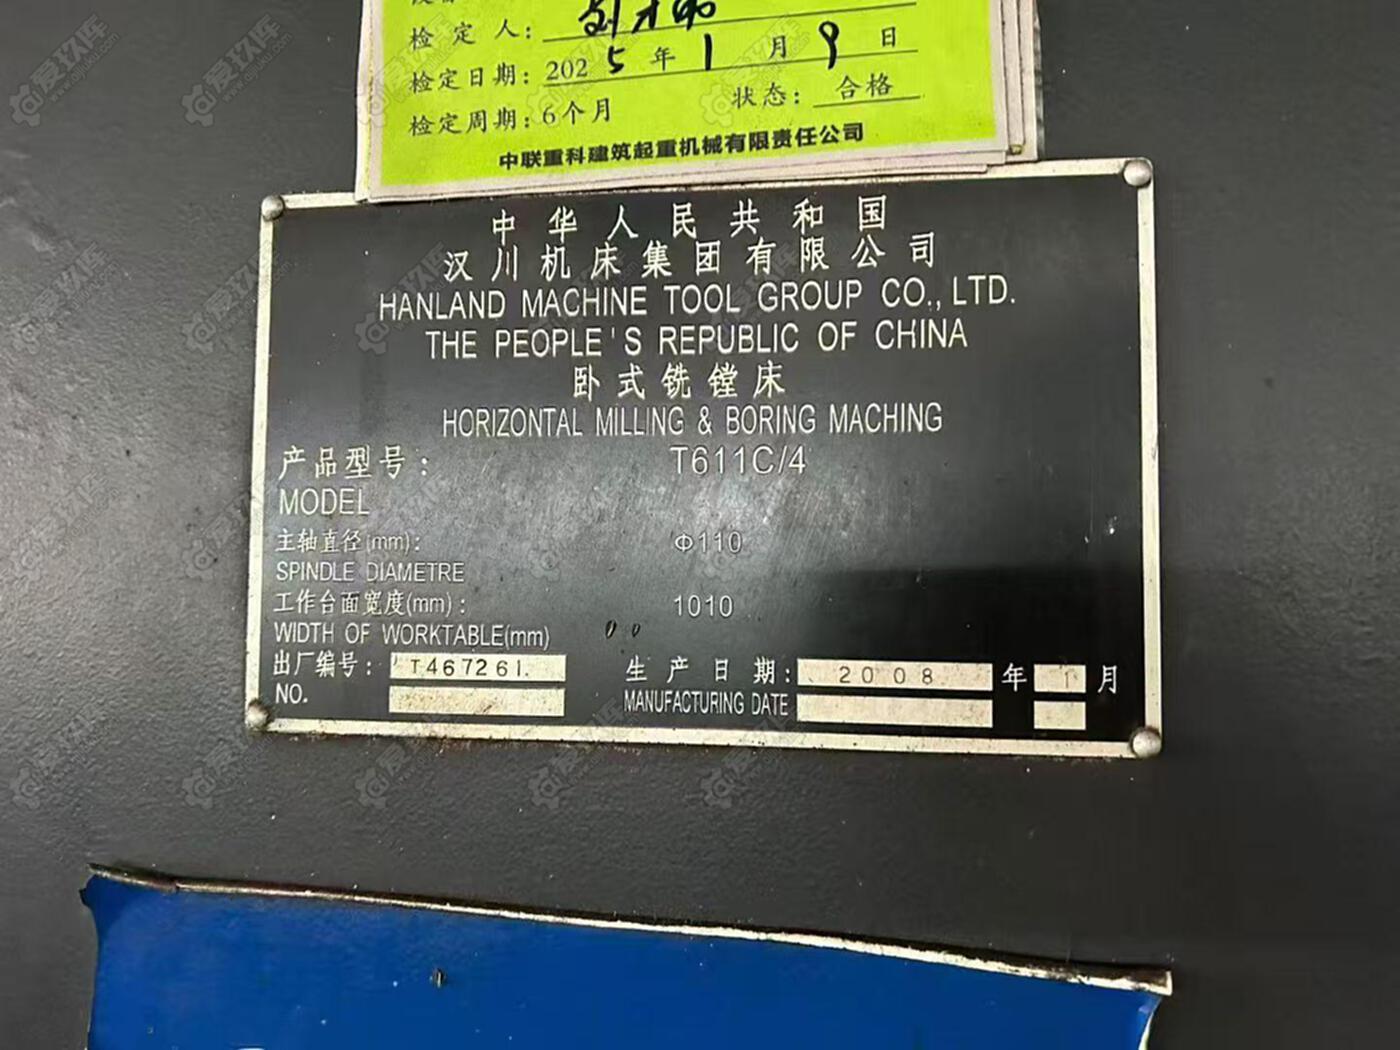 检 定 人：
检定日期：2025 年 1 月 9 日
检定周期：6个月 状态：合格
中联重科建筑起重机械有限责任公司
中华人民共和国
汉川机床集团有限公司
HANLAND MACHINE TOOL GROUP CO., LTD.
THE PEOPLE'S REPUBLIC OF CHINA
卧式铣镗床
HORIZONTAL MILLING & BORING MACHING
产品型号： T611C/4
MODEL
主轴直径(mm)： Φ110
SPINDLE DIAMETRE
工作台面宽度(mm)： 1010
WIDTH OF WORKTABLE(mm)
出厂编号： T467261. 生产日期： 2008 年 1 月
NO. MANUFACTURING DATE